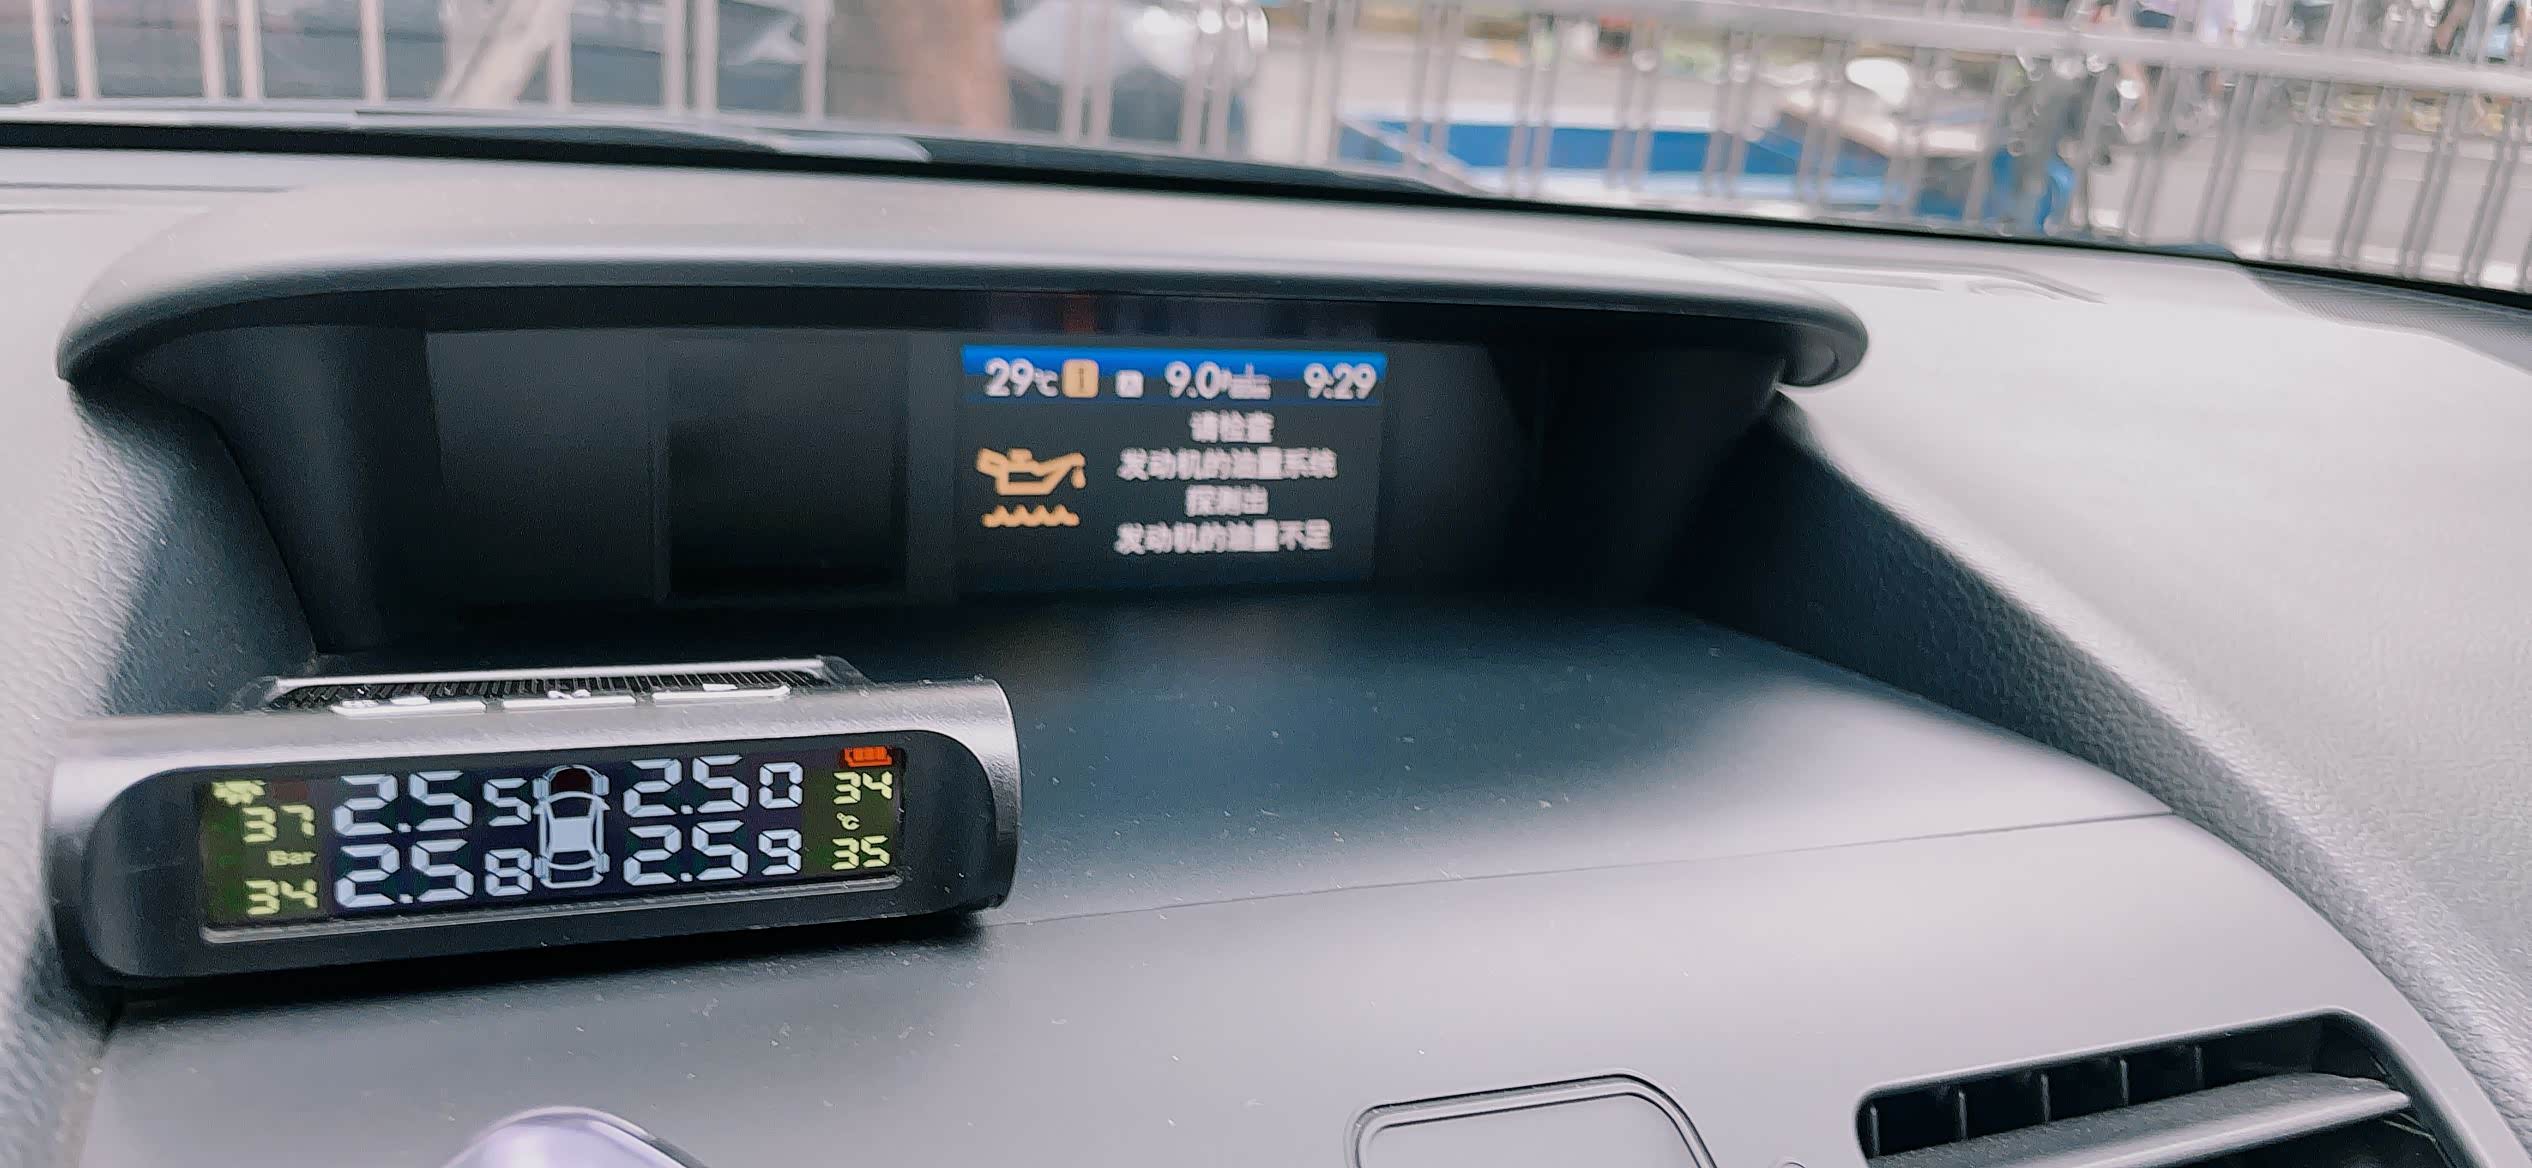 29℃ i 9.0 9:29
请检查
发动机的油量系统
探测出
发动机的油量不足
37 2.55 2.50 34
Bar ℃
34 2.58 2.59 35